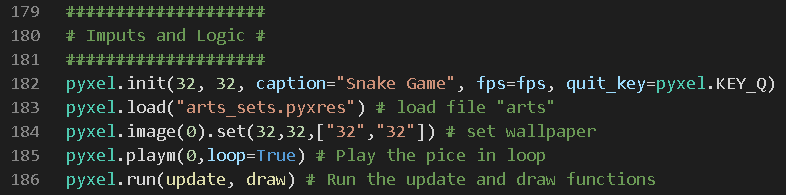 179 ####################
180 # Imputs and Logic #
181 ####################
182 pyxel.init(32, 32, caption="Snake Game", fps=fps, quit_key=pyxel.KEY_Q)
183 pyxel.load("arts_sets.pyxres") # load file "arts"
184 pyxel.image(0).set(32,32,["32","32"]) # set wallpaper
185 pyxel.playm(0,loop=True) # Play the pice in loop
186 pyxel.run(update, draw) # Run the update and draw functions